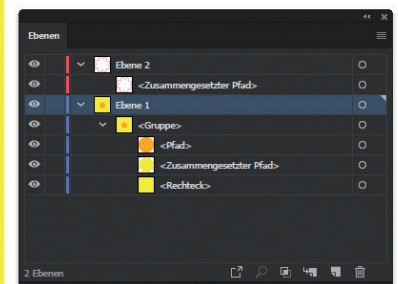 Ebenen
Ebene 2
<Zusammengesetzter Pfad>
Ebene 1
<Gruppe>
<Pfad>
<Zusammengesetzter Pfad>
<Rechteck>
2 Ebenen